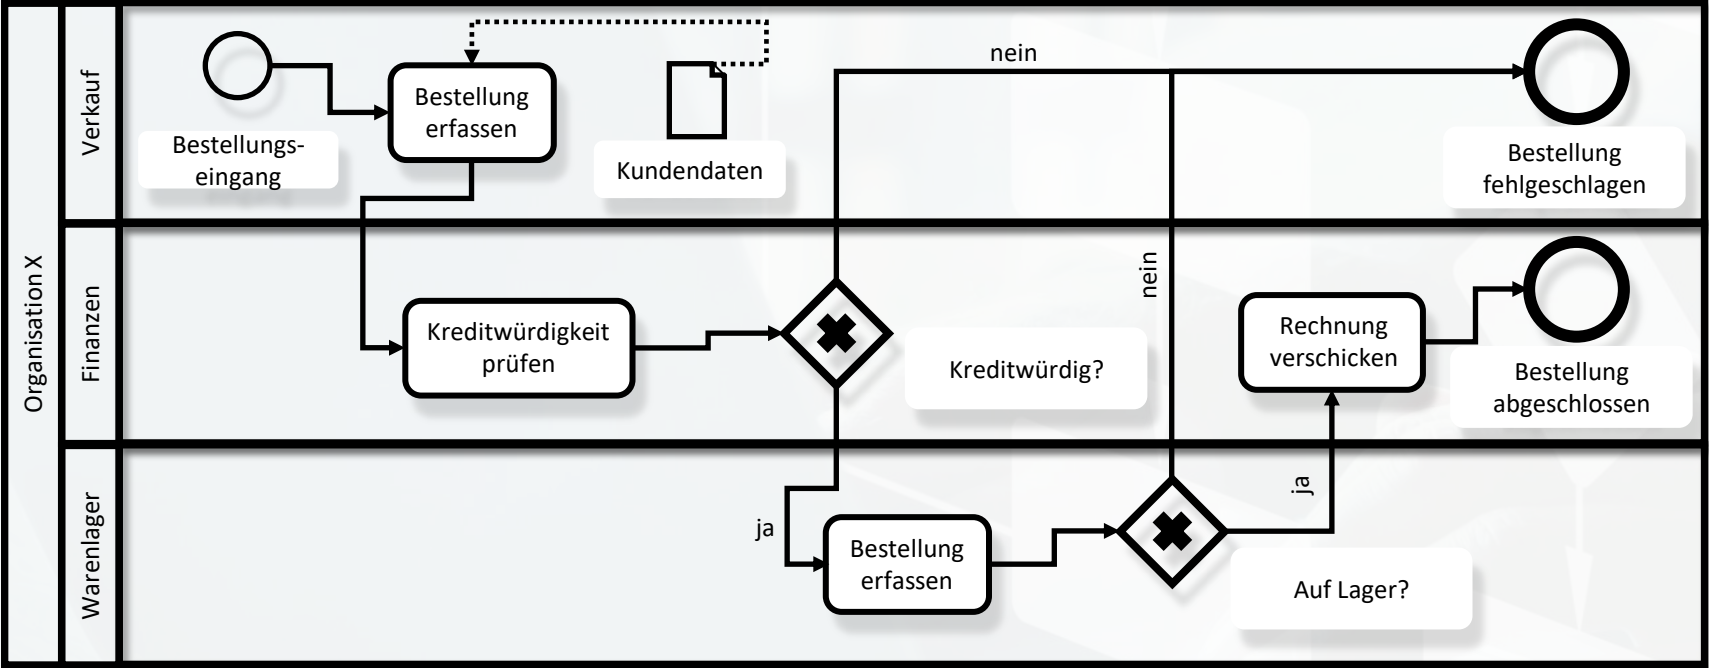 Organisation X
Verkauf
Bestellungs-
eingang
Bestellung
erfassen
Kundendaten
nein
Bestellung
fehlgeschlagen
Finanzen
Kreditwürdigkeit
prüfen
Kreditwürdig?
nein
Rechnung
verschicken
Bestellung
abgeschlossen
Warenlager
ja
Bestellung
erfassen
Auf Lager?
ja